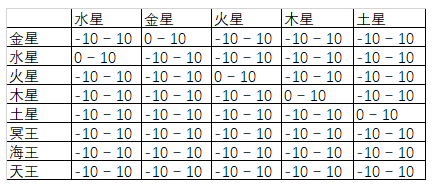 水星 金星 火星 木星 土星
金星 -10 – 10 0 – 10 -10 – 10 -10 – 10 -10 – 10
水星 0 – 10 -10 – 10 -10 – 10 -10 – 10 -10 – 10
火星 -10 – 10 -10 – 10 0 – 10 -10 – 10 -10 – 10
木星 -10 – 10 -10 – 10 -10 – 10 0 – 10 -10 – 10
土星 -10 – 10 -10 – 10 -10 – 10 -10 – 10 0 – 10
冥王 -10 – 10 -10 – 10 -10 – 10 -10 – 10 -10 – 10
海王 -10 – 10 -10 – 10 -10 – 10 -10 – 10 -10 – 10
天王 -10 – 10 -10 – 10 -10 – 10 -10 – 10 -10 – 10